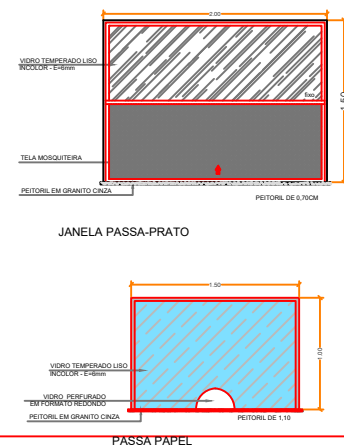 2.00
VIDRO TEMPERADO LISO
INCOLOR - E=6mm
fixo
1.50
TELA MOSQUITEIRA
PEITORIL EM GRANITO CINZA
PEITORIL DE 0,70CM
JANELA PASSA-PRATO
1.50
1.00
VIDRO TEMPERADO LISO
INCOLOR - E=6mm
VIDRO PERFURADO
EM FORMATO REDONDO
PEITORIL EM GRANITO CINZA
PEITORIL DE 1,10
PASSA PAPEL